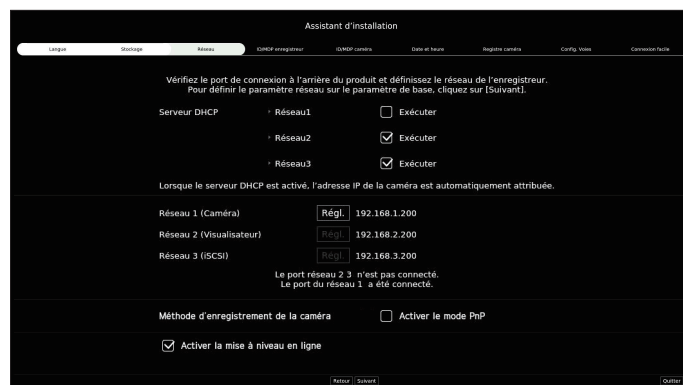 Assistant d'installation
Langue
Stockage
Réseau
ID/MDP enregistreur
ID/MDP caméra
Date et heure
Registre caméra
Config. Voies
Connexion facile
Vérifiez le port de connexion à l'arrière du produit et définissez le réseau de l'enregistreur.
Pour définir le paramètre réseau sur le paramètre de base, cliquez sur [Suivant].
Serveur DHCP
Réseau1
Exécuter
Réseau2
Exécuter
Réseau3
Exécuter
Lorsque le serveur DHCP est activé, l'adresse IP de la caméra est automatiquement attribuée.
Réseau 1 (Caméra) Régl. 192.168.1.200
Réseau 2 (Visualisateur) Régl. 192.168.2.200
Réseau 3 (iSCSI) Régl. 192.168.3.200
Le port réseau 2 3 n'est pas connecté.
Le port du réseau 1 a été connecté.
Méthode d'enregistrement de la caméra
Activer le mode PnP
Activer la mise à niveau en ligne
Retour Suivant Quitter